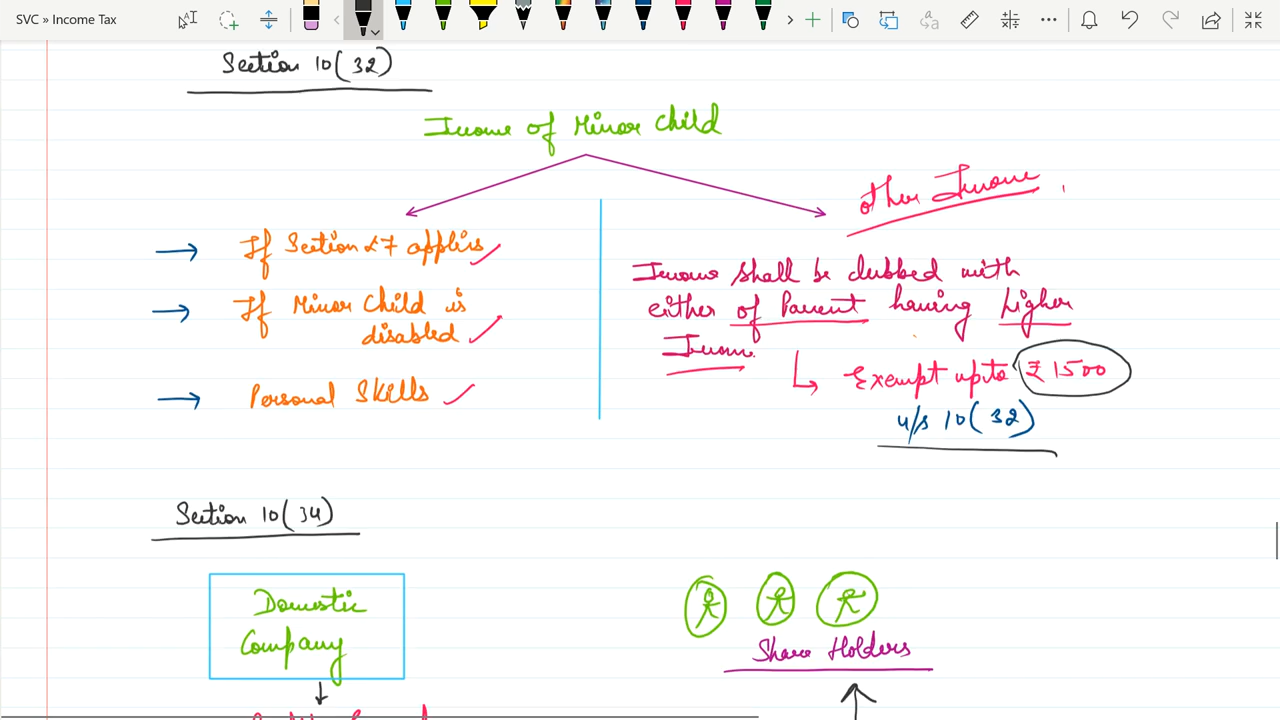 SVC » Income Tax
Section 10(32)
Income of Minor Child
Other Income
If Section 27 applies
If Minor Child is
disabled
Personal Skills
Income shall be clubbed with
either of Parent having higher
Income
Exempt upto ₹1500
u/s 10(32)
Section 10(34)
Domestic
Company
Share Holders